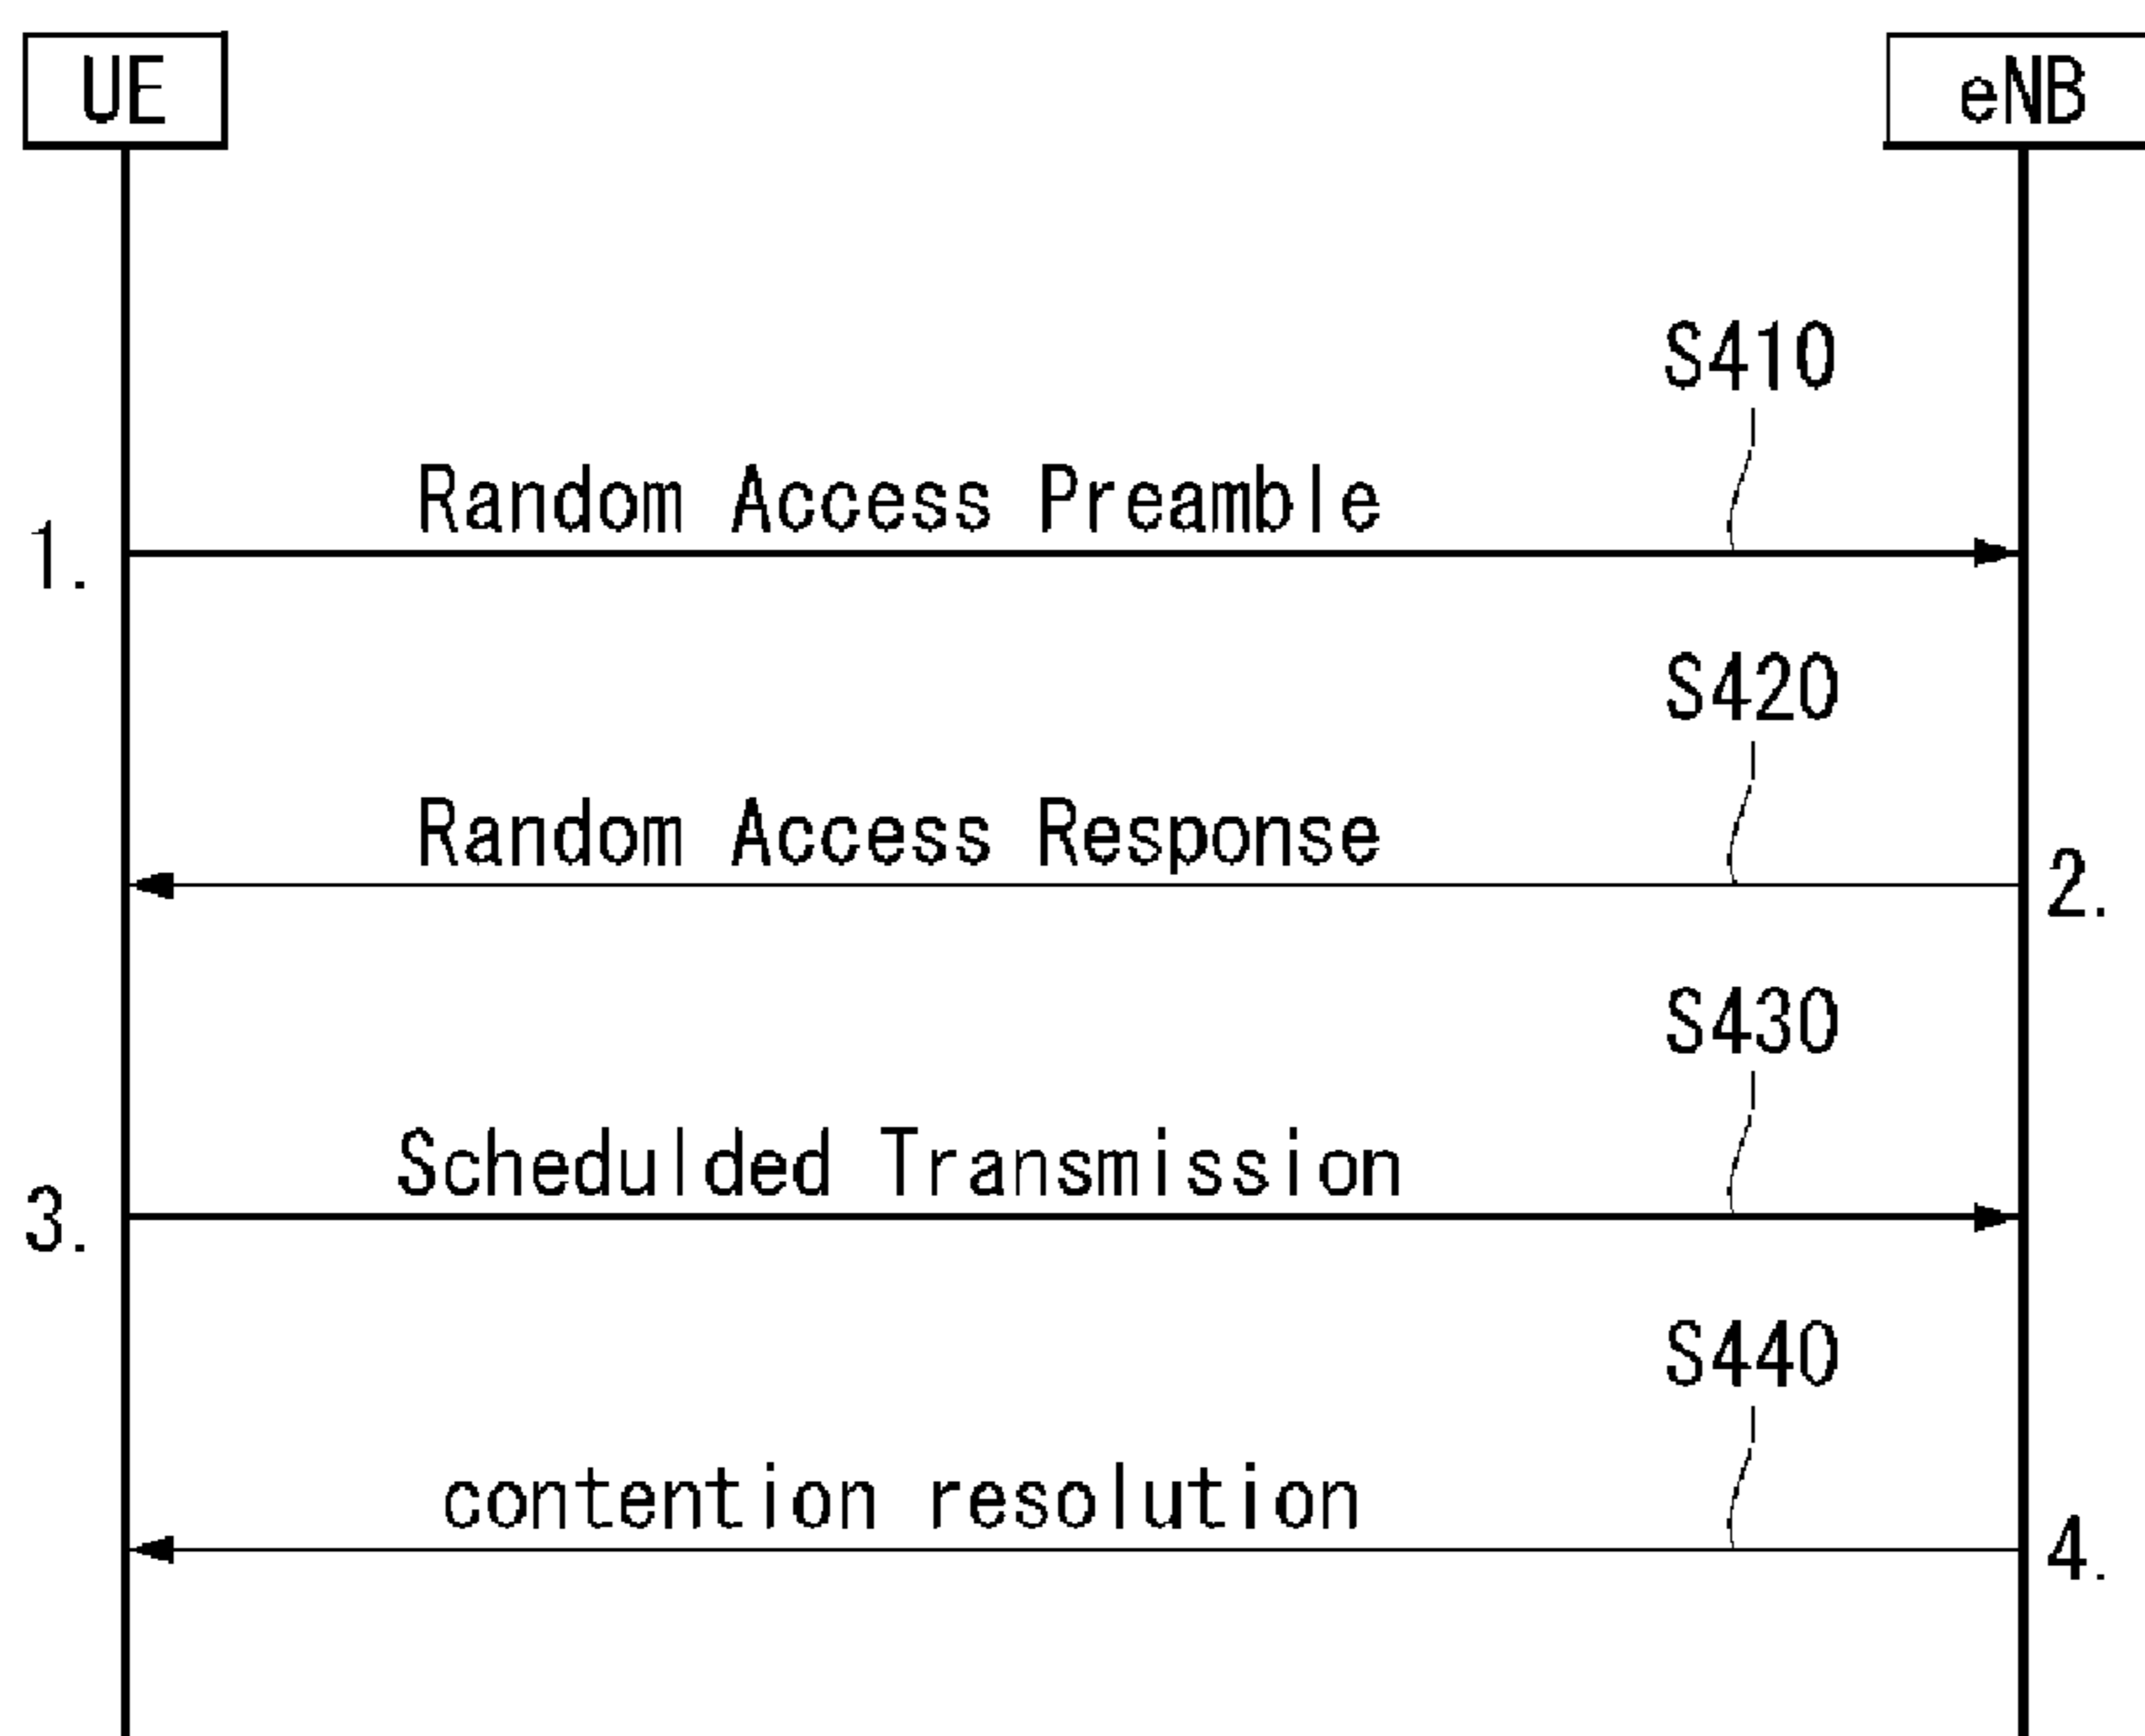 UE
eNB
S410
Random Access Preamble
1.
S420
Random Access Response
2.
S430
Schedulded Transmission
3.
S440
contention resolution
4.